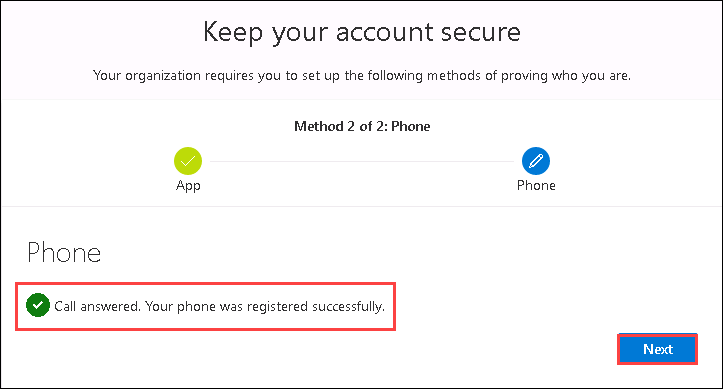 Keep your account secure
Your organization requires you to set up the following methods of proving who you are.
Method 2 of 2: Phone
App
Phone
Phone
Call answered. Your phone was registered successfully.
Next